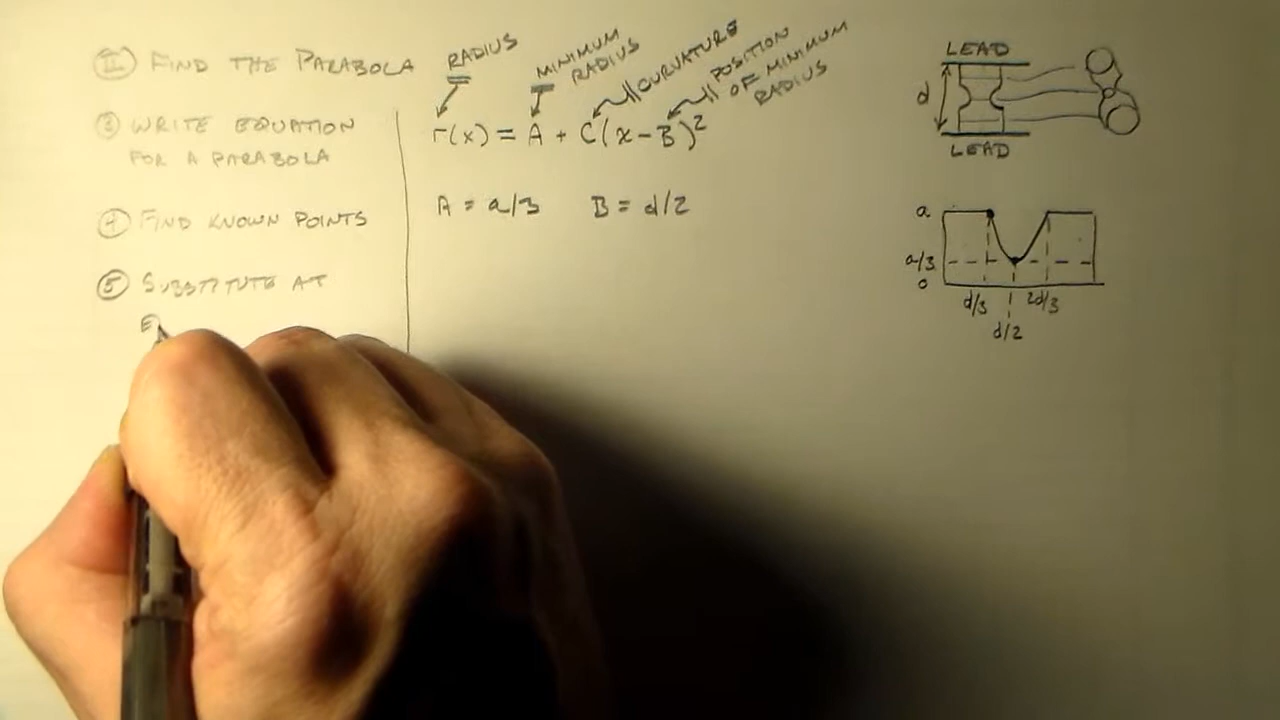 II FIND THE PARABOLA
RADIUS
MINIMUM
RADIUS
CURVATURE
POSITION
OF MINIMUM
RADIUS
3 WRITE EQUATION
FOR A PARABOLA
r(x) = A + C(x-B)²
4 FIND KNOWN POINTS
A = a/3 B = d/2
5 SUBSTITUTE AT
E
LEAD
d
LEAD
a
a/3
0
d/3 2d/3
d/2